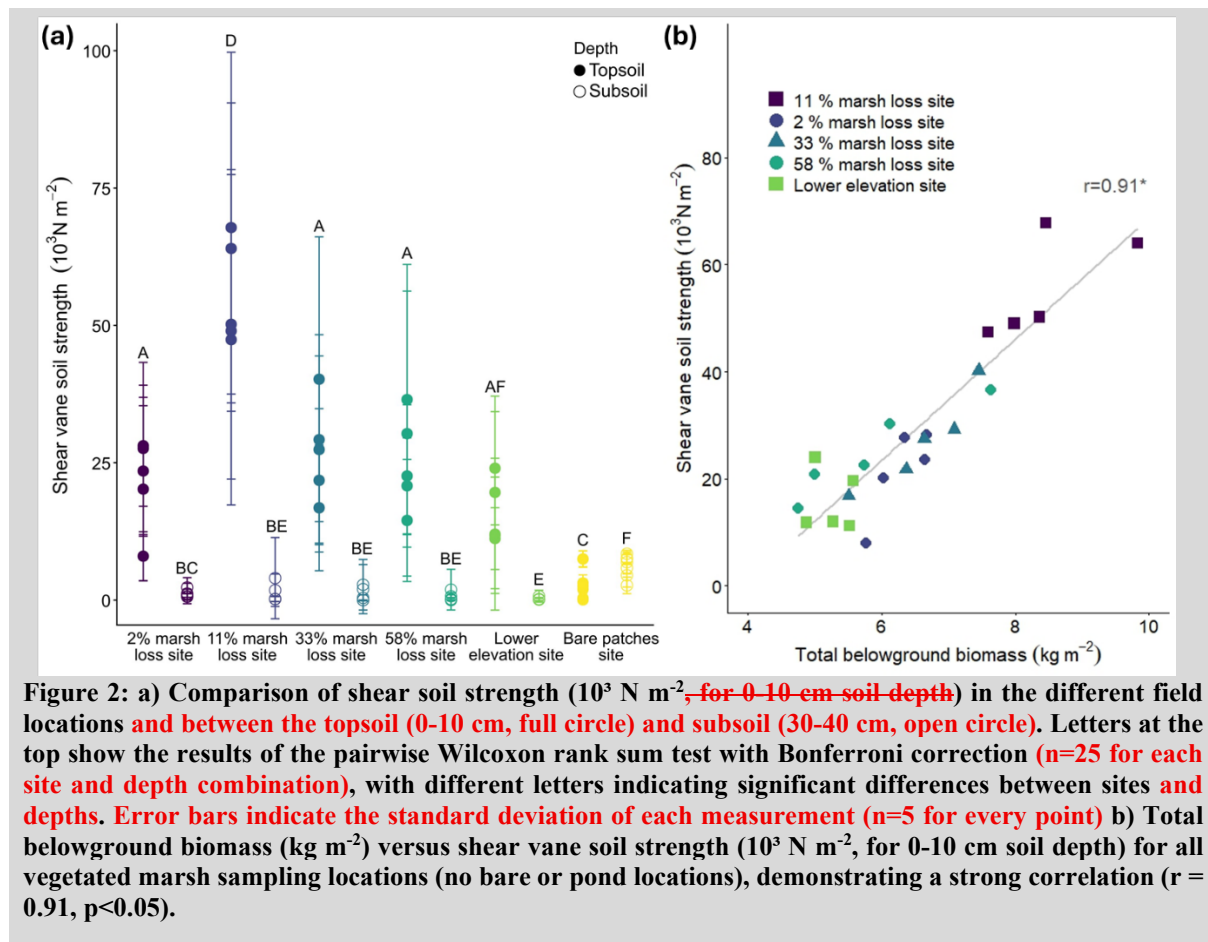 (a)
D
100
Depth
Topsoil
Subsoil
A
A
75
A
AF
50
25
BC
BE
BE
BE
E
C
F
0
Shear vane soil strength (10³N m⁻²)
2% marsh loss site
11% marsh loss site
33% marsh loss site
58% marsh loss site
Lower elevation site
Bare patches site
(b)
11 % marsh loss site
2 % marsh loss site
33 % marsh loss site
58 % marsh loss site
Lower elevation site
r=0.91*
80
60
40
20
0
Shear vane soil strength (10³N m⁻²)
4
6
8
10
Total belowground biomass (kg m⁻²)
Figure 2: a) Comparison of shear soil strength (10³ N m⁻², for 0-10 cm soil depth) in the different field
locations and between the topsoil (0-10 cm, full circle) and subsoil (30-40 cm, open circle). Letters at the
top show the results of the pairwise Wilcoxon rank sum test with Bonferroni correction (n=25 for each
site and depth combination), with different letters indicating significant differences between sites and
depths. Error bars indicate the standard deviation of each measurement (n=5 for every point) b) Total
belowground biomass (kg m⁻²) versus shear vane soil strength (10³ N m⁻², for 0-10 cm soil depth) for all
vegetated marsh sampling locations (no bare or pond locations), demonstrating a strong correlation (r =
0.91, p<0.05).